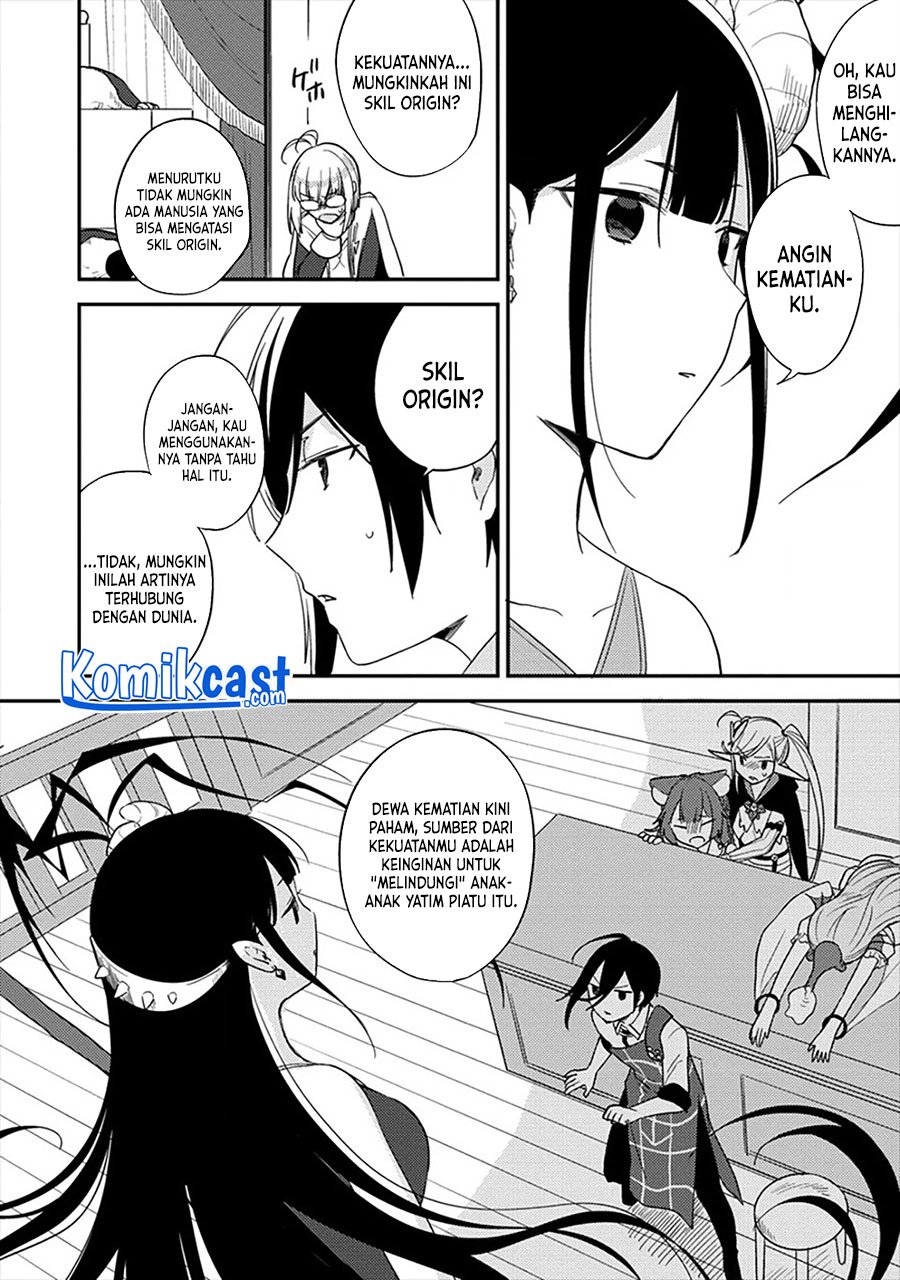 OH, KAU
BISA
MENGHI-
LANG-
KANNYA.
ANGIN
KEMATIAN-
KU.
KEKUATANNYA...
MUNGKINKAH INI
SKIL ORIGIN?
ゲホ
MENURUTKU
TIDAK MUNGKIN
ADA MANUSIA YANG
BISA MENGATASI
SKIL ORIGIN.
SKIL
ORIGIN?
JANGAN-
JANGAN, KAU
MENGGUNAKAN-
NYA TANPA TAHU
HAL ITU.
...TIDAK, MUNGKIN
INILAH ARTINYA
TERHUBUNG
DENGAN DUNIA.
Komikcast
.com
DEWA KEMATIAN KINI
PAHAM, SUMBER DARI
KEKUATANMU ADALAH
KEINGINAN UNTUK
"MELINDUNGI" ANAK-
ANAK YATIM PIATU ITU.